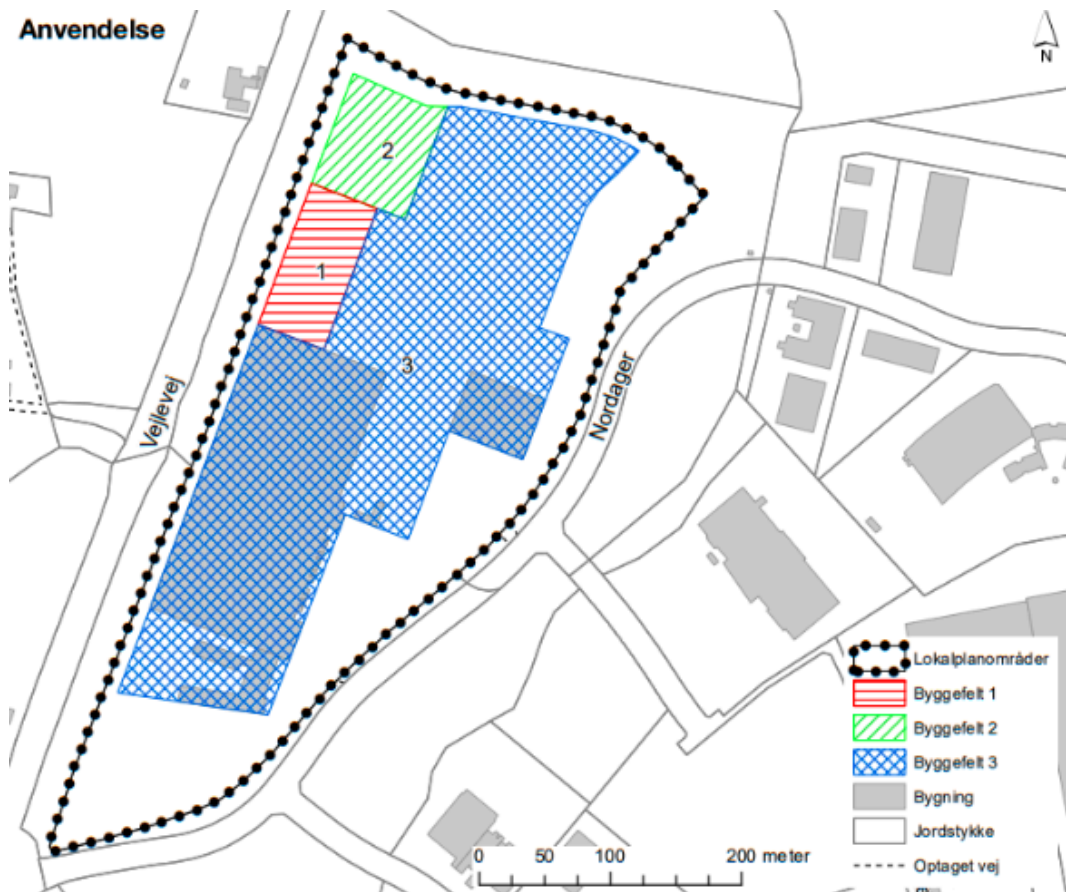 Anvendelse
N
2
1
3
Vejlevej
Nordager
Lokalplanområder
Byggefelt 1
Byggefelt 2
Byggefelt 3
Bygning
Jordstykke
Optaget vej
0 50 100 200 meter